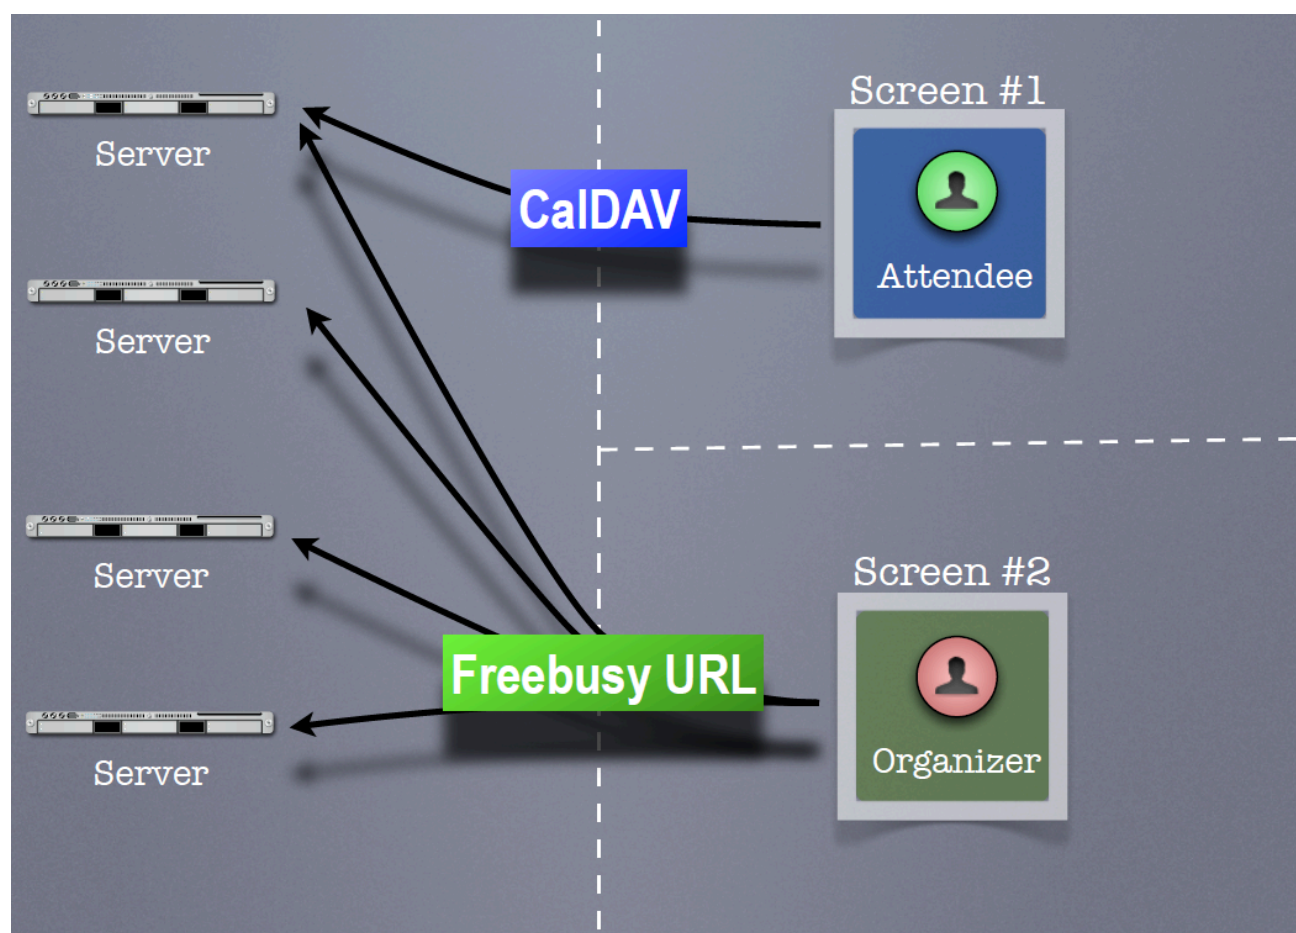 Screen #1
Server
CalDAV
Attendee
Server
Screen #2
Server
Freebusy URL
Organizer
Server